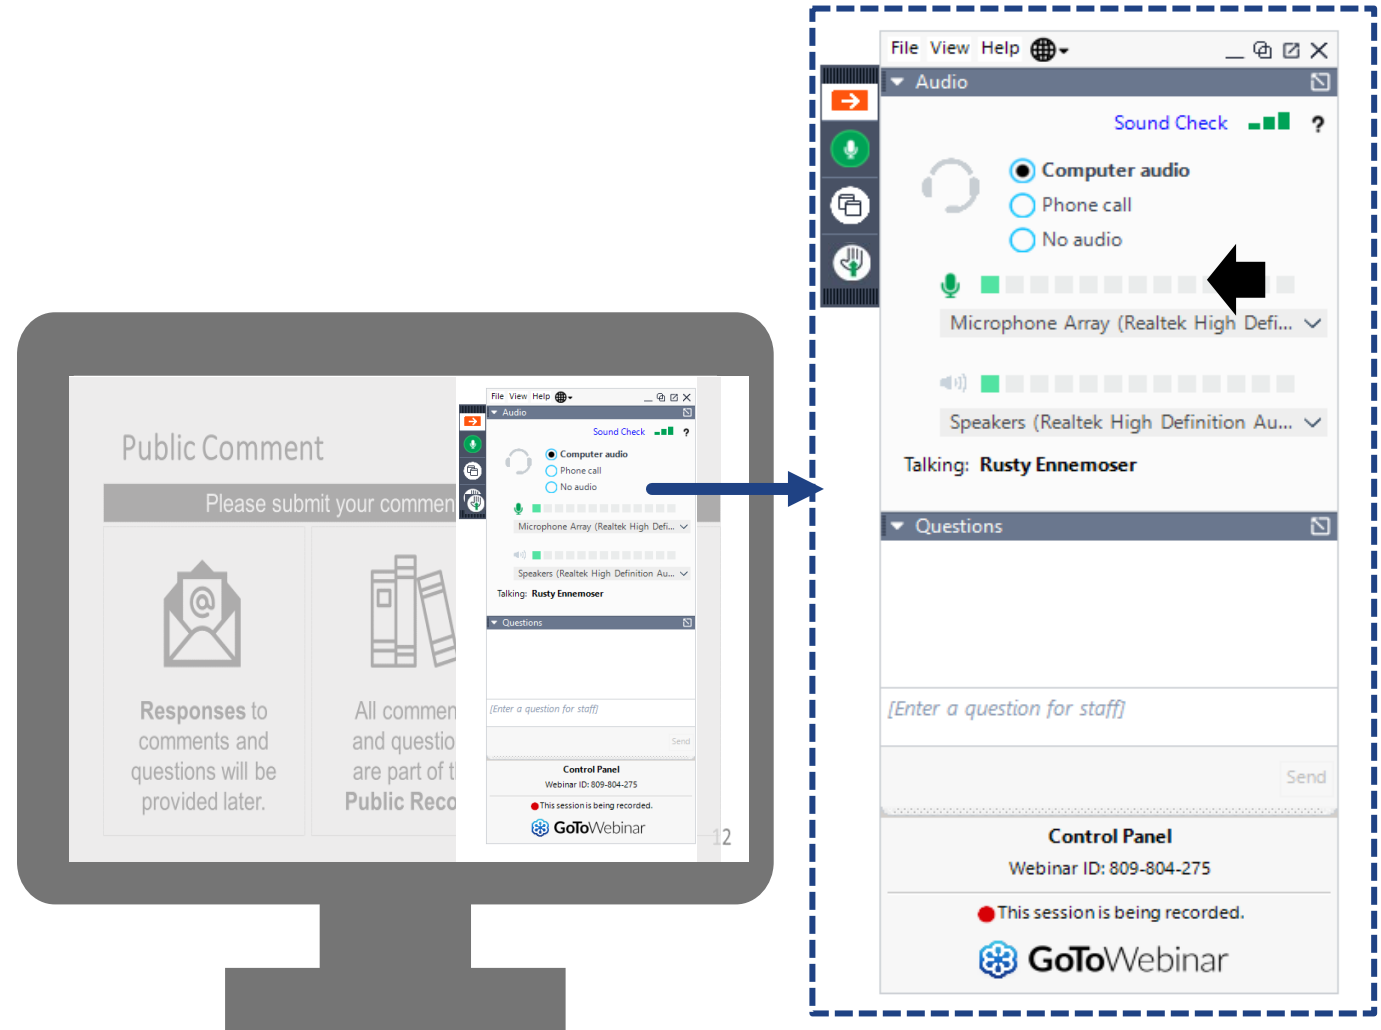 Public Comment
Please submit your commen
Responses to
comments and
questions will be
provided later.
All commen
and questio
are part of t
Public Reco
12
File View Help
Audio
Sound Check ?
Computer audio
Phone call
No audio
Microphone Array (Realtek High Defi...
Speakers (Realtek High Definition Au...
Talking: Rusty Ennemoser
Questions
[Enter a question for staff]
Send
Control Panel
Webinar ID: 809-804-275
This session is being recorded.
GoToWebinar
File View Help
Audio
Sound Check ?
Computer audio
Phone call
No audio
Microphone Array (Realtek High Defi...
Speakers (Realtek High Definition Au...
Talking: Rusty Ennemoser
Questions
[Enter a question for staff]
Send
Control Panel
Webinar ID: 809-804-275
This session is being recorded.
GoToWebinar